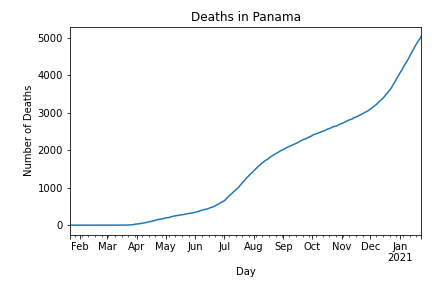 Deaths in Panama
Number of Deaths
5000
4000
3000
2000
1000
0
Feb Mar Apr May Jun Jul Aug Sep Oct Nov Dec Jan
2021
Day